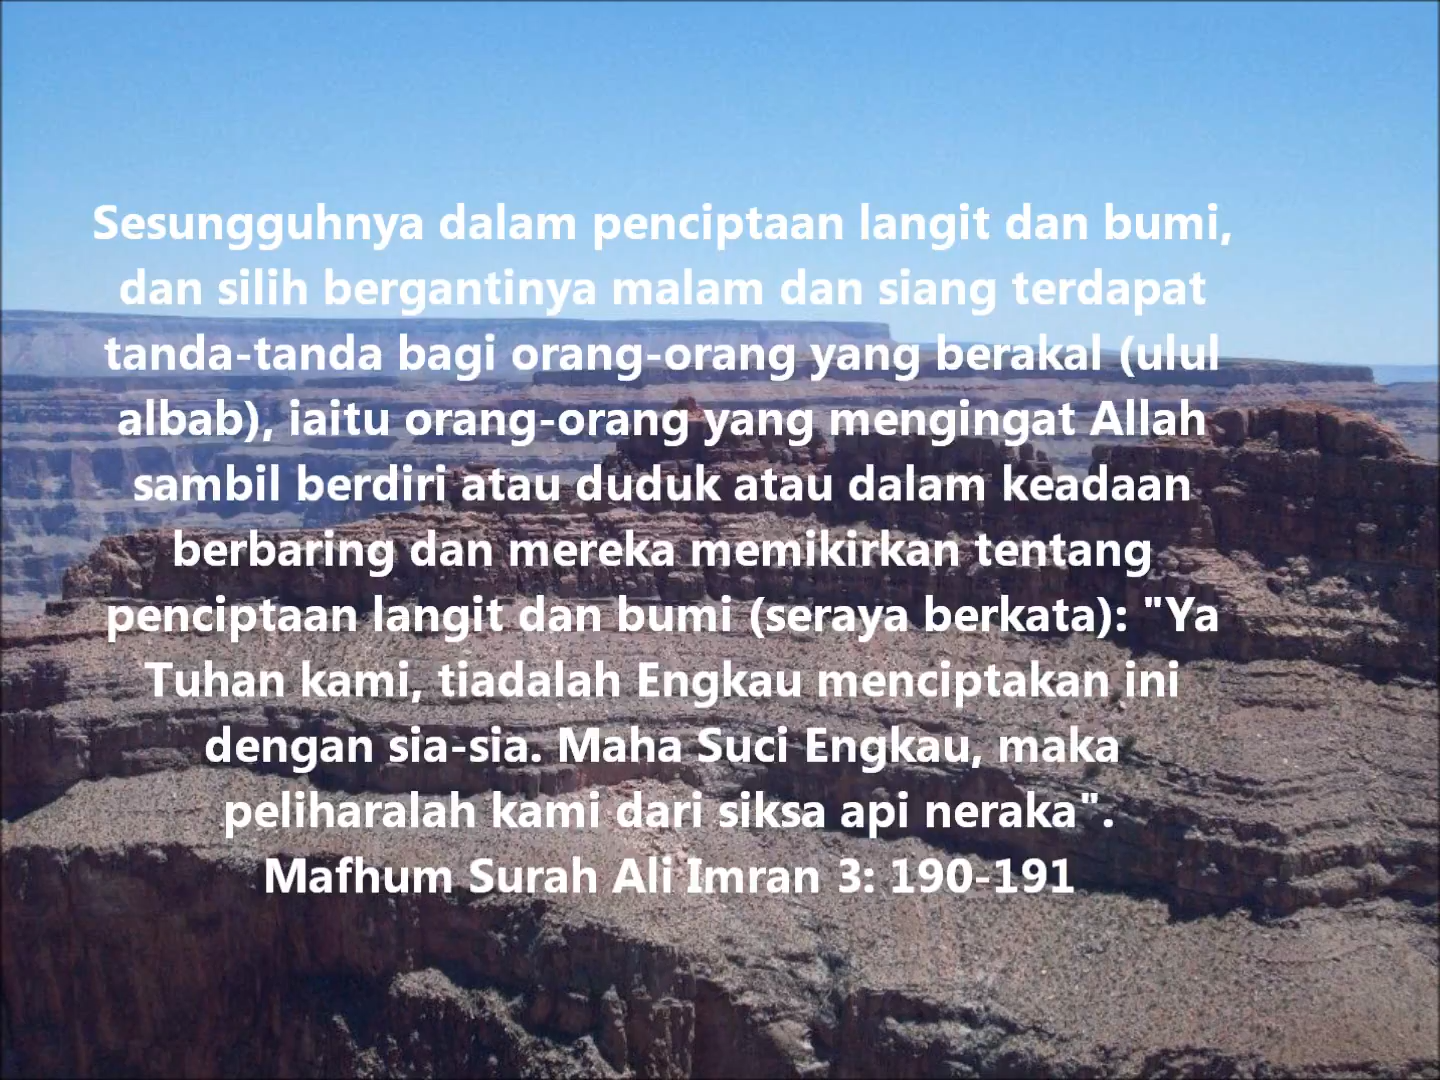 Sesungguhnya dalam penciptaan langit dan bumi,
dan silih bergantinya malam dan siang terdapat
tanda-tanda bagi orang-orang yang berakal (ulul
albab), iaitu orang-orang yang mengingat Allah
sambil berdiri atau duduk atau dalam keadaan
berbaring dan mereka memikirkan tentang
penciptaan langit dan bumi (seraya berkata): "Ya
Tuhan kami, tiadalah Engkau menciptakan ini
dengan sia-sia. Maha Suci Engkau, maka
peliharalah kami dari siksa api neraka".
Mafhum Surah Ali Imran 3: 190-191